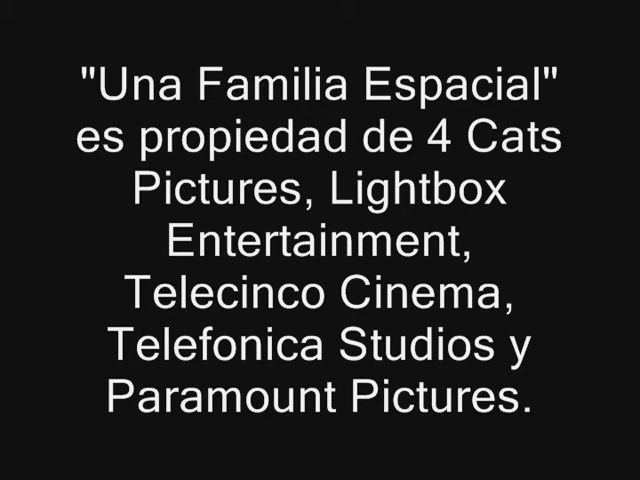 "Una Familia Espacial"
es propiedad de 4 Cats
Pictures, Lightbox
Entertainment,
Telecinco Cinema,
Telefonica Studios y
Paramount Pictures.